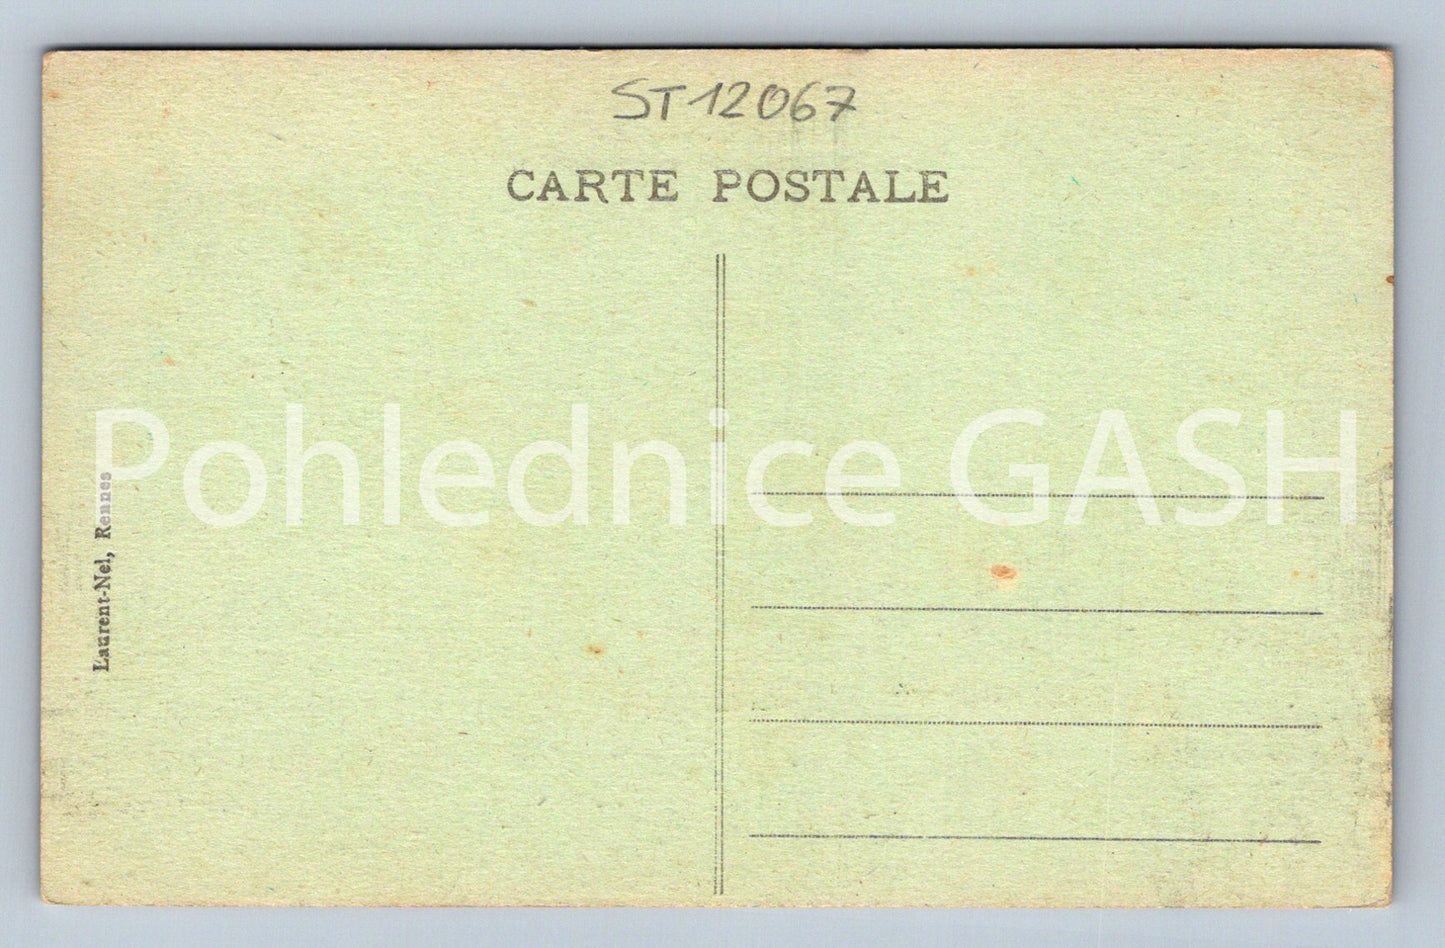 ST12067
CARTE POSTALE
Pohlednice GASH
Laurent-Nel, Rennes